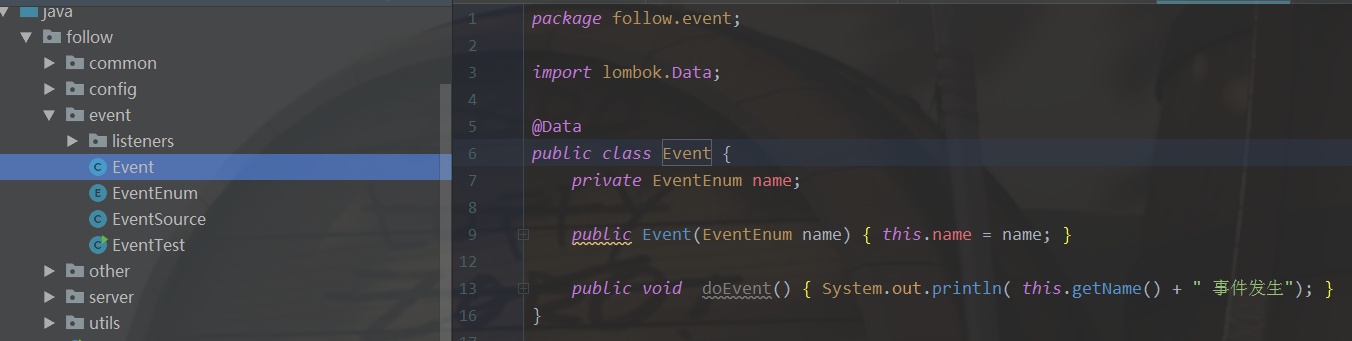 java
follow
common
config
event
listeners
Event
EventEnum
EventSource
EventTest
other
server
utils
1 package follow.event;
2
3 import lombok.Data;
4
5 @Data
6 public class Event {
7 private EventEnum name;
8
9 public Event(EventEnum name) { this.name = name; }
12
13 public void doEvent() { System.out.println( this.getName() + " 事件发生"); }
16 }
17